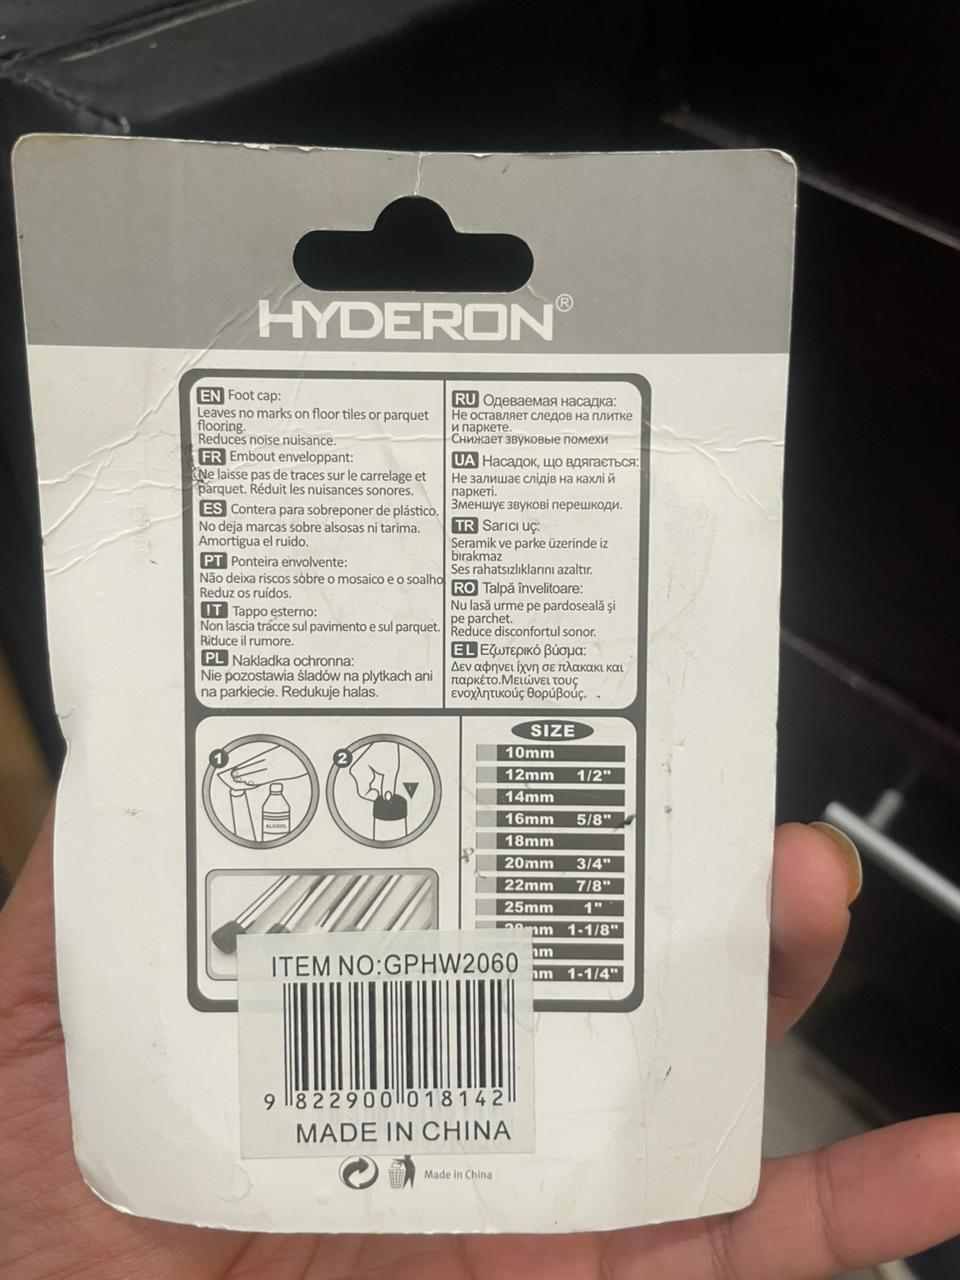 HYDERON®
EN Foot cap:
Leaves no marks on floor tiles or parquet
flooring.
Reduces noise nuisance.
FR Embout enveloppant:
Ne laisse pas de traces sur le carrelage et
parquet. Réduit les nuisances sonores.
ES Contera para sobreponer de plástico.
No deja marcas sobre alsosas ni tarima.
Amortigua el ruido.
PT Ponteira envolvente:
Não deixa riscos sobre o mosaico e o soalho
Reduz os ruídos.
IT Tappo esterno:
Non lascia tracce sul pavimento e sul parquet.
Riduce il rumore.
PL Nakladka ochronna:
Nie pozostawia śladów na plytkach ani
na parkiecie. Redukuje halas.
RU Одеваемая насадка:
Не оставляет следов на плитке
и паркете.
Снижает звуковые помехи
UA Насадок, що вдягається:
Не залишає слідів на кахлі й
паркеті.
Зменшує звукові перешкоди.
TR Sarıcı uç:
Seramik ve parke üzerinde iz
bırakmaz
Ses rahatsızlıklarını azaltır.
RO Talpă învelitoare:
Nu lasă urme pe pardoseală şi
pe parchet.
Reduce disconfortul sonor.
EL Εζωτερικό βύσμα:
Δεν αφηνει ίχνη σε πλακακι και
παρκέτο.Μειώνει τους
ενοχλητικούς θορύβους.
1
ALCOOL
2
SIZE
10mm
12mm 1/2"
14mm
16mm 5/8"
18mm
20mm 3/4"
22mm 7/8"
25mm 1"
mm 1-1/8"
mm
mm 1-1/4"
ITEM NO:GPHW2060
9 822900 018142
MADE IN CHINA
Made in China